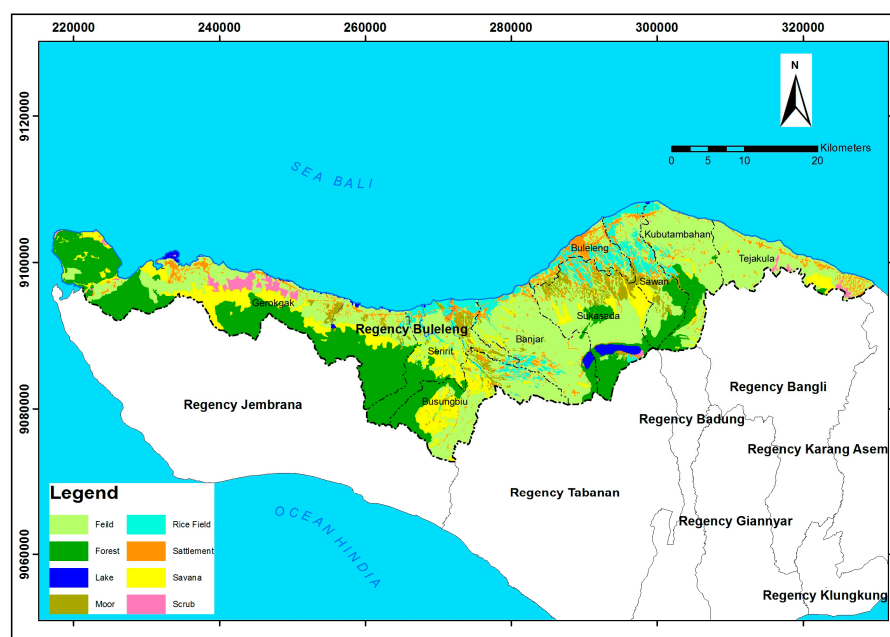 220000 240000 260000 280000 300000 320000
N
9120000
Kilometers
0 5 10 20
SEA BALI
Kubutambahan
Buleleng
9100000
Tejakula
Sawan
Gerokgak
Sukasada
Regency Buleleng
Banjar
Seririt
Regency Bangli
Busungbiu
Regency Jembrana
9080000
Regency Badung
Regency Karang Asem
Legend
Regency Tabanan
OCEAN HINDIA
Regency Giannyar
Feild Rice Field
Forest Sattlement
9060000
Lake Savana
Moor Scrub
Regency Klungkung